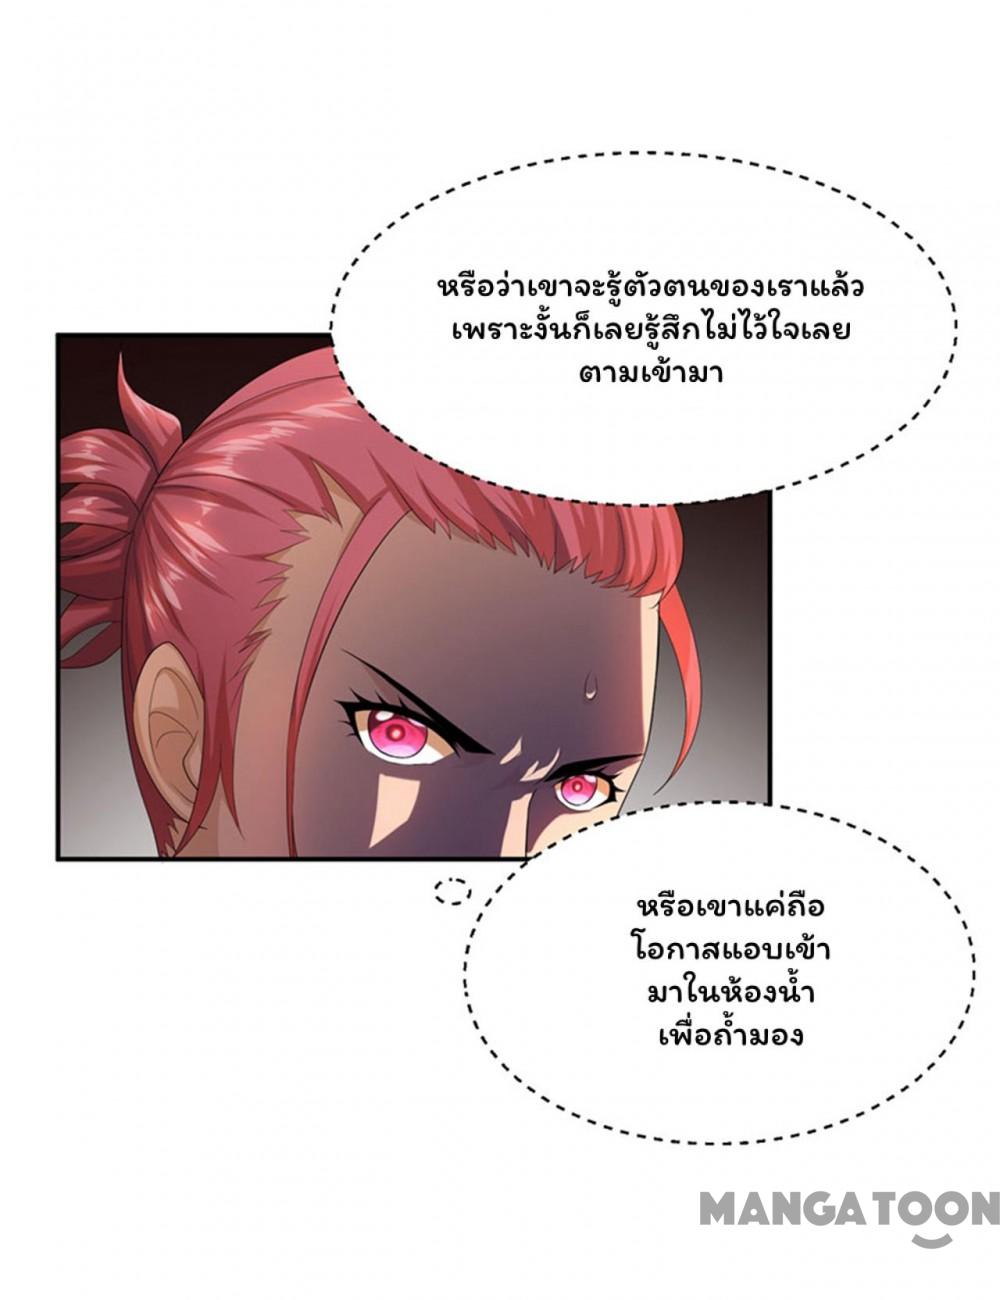 หรือว่าเขาจะรู้ตัวตนของเราแล้ว
เพราะงั้นก็เลยรู้สึกไม่ไว้ใจเลย
ตามเข้ามา
หรือเขาแค่ถือ
โอกาสแอบเข้า
มาในห้องน้ำ
เพื่อถ้ำมอง
MANGATOON